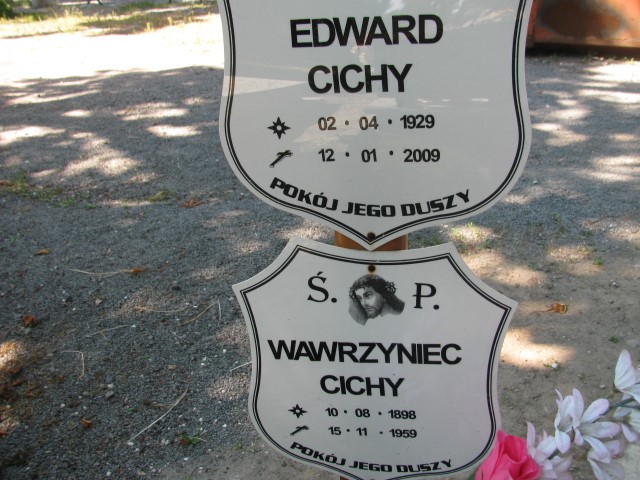 EDWARD
CICHY
02 • 04 • 1929
12 • 01 • 2009
POKÓJ JEGO DUSZY
Ś. P.
WAWRZYNIEC
CICHY
10 • 08 • 1898
15 • 11 • 1959
POKÓJ JEGO DUSZY